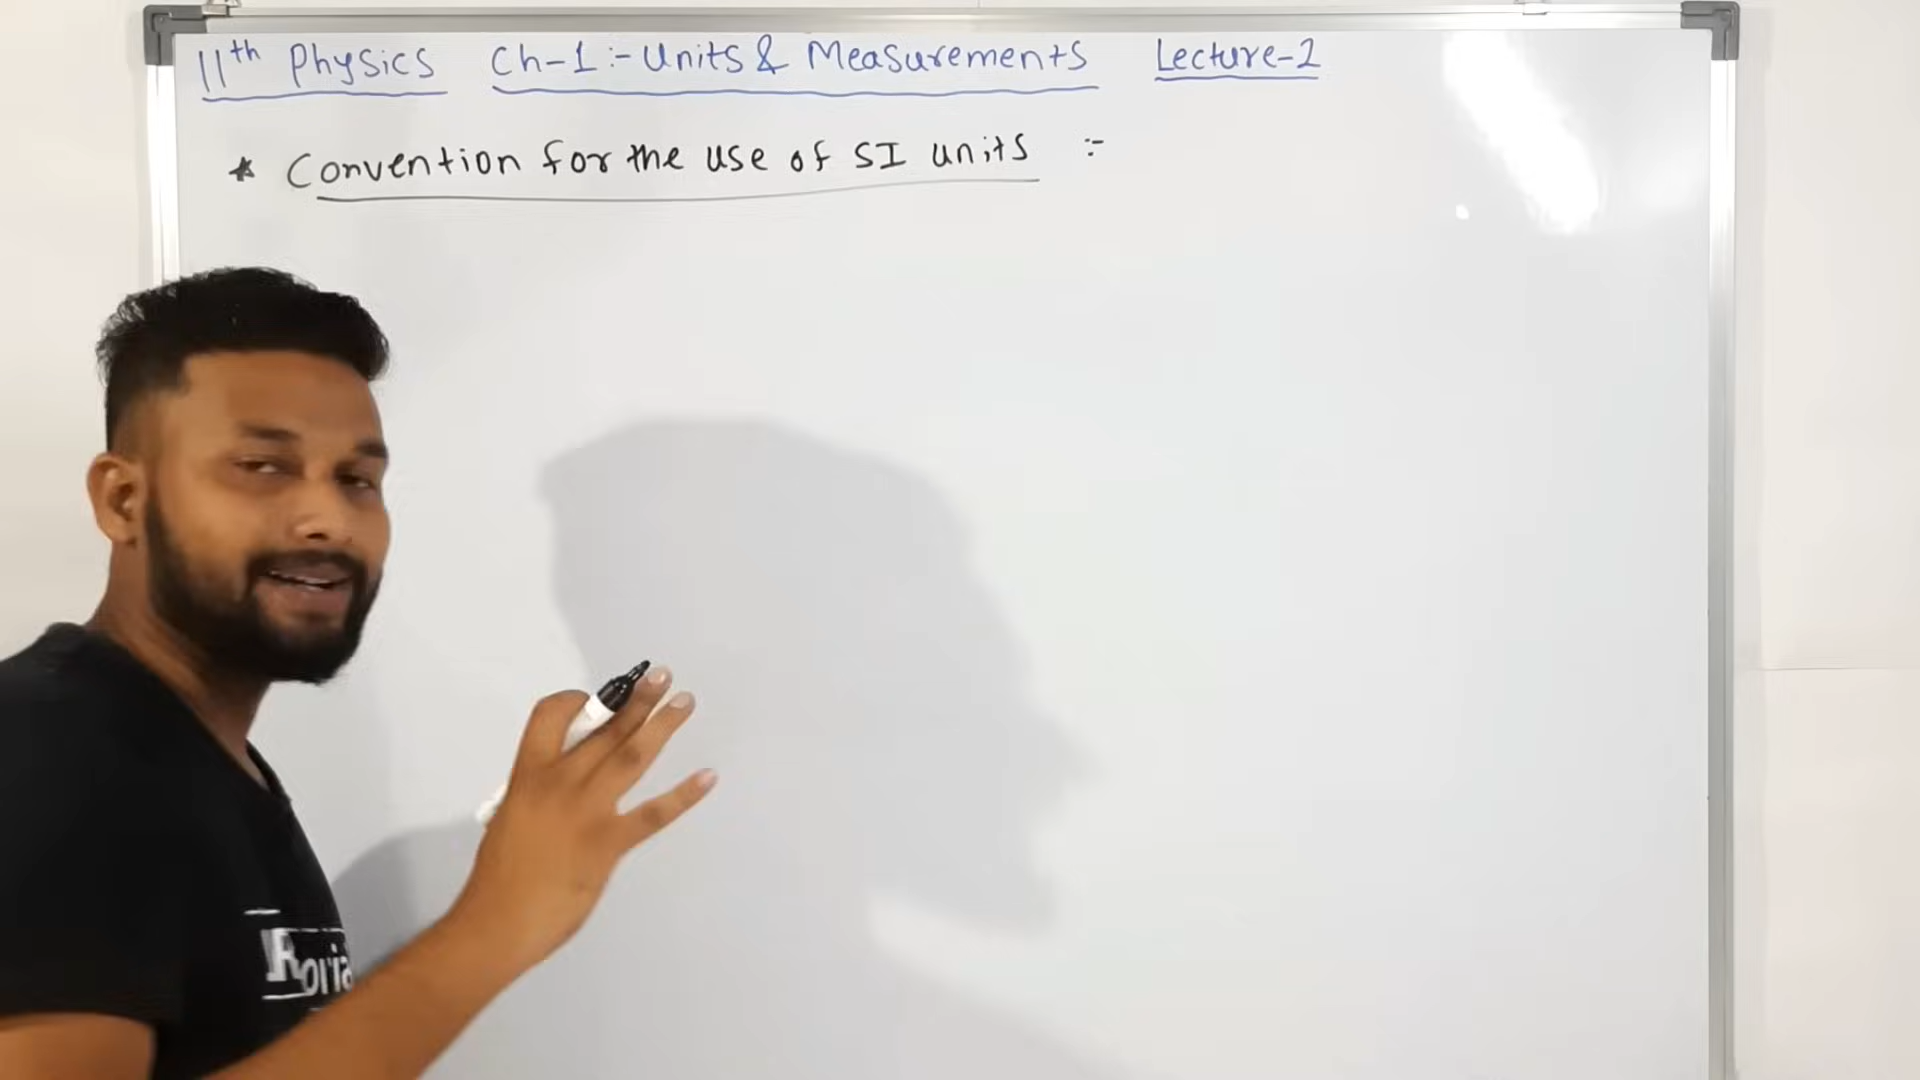 11th Physics Ch-1:- Units & Measurements Lecture-2
* Convention for the use of SI units :-